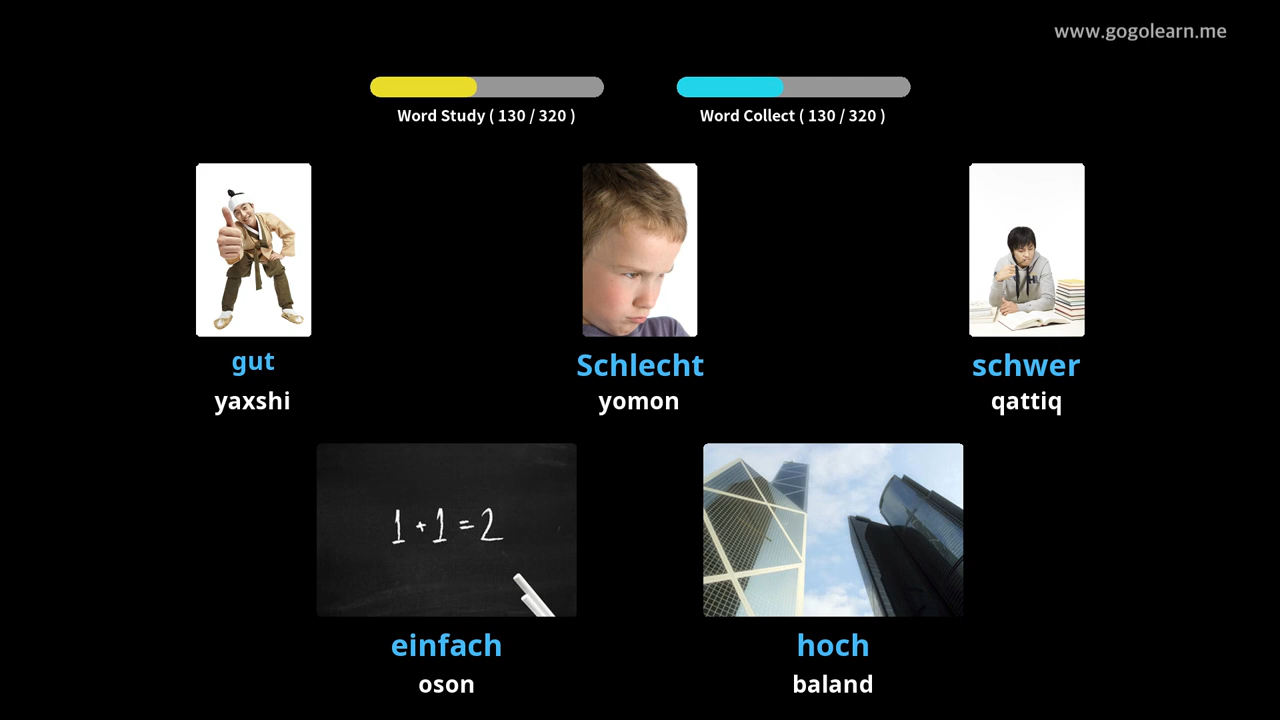 www.gogolearn.me
Word Study ( 130 / 320 )
Word Collect ( 130 / 320 )
gut
Schlecht
schwer
yaxshi
yomon
qattiq
1 + 1 = 2
einfach
hoch
oson
baland